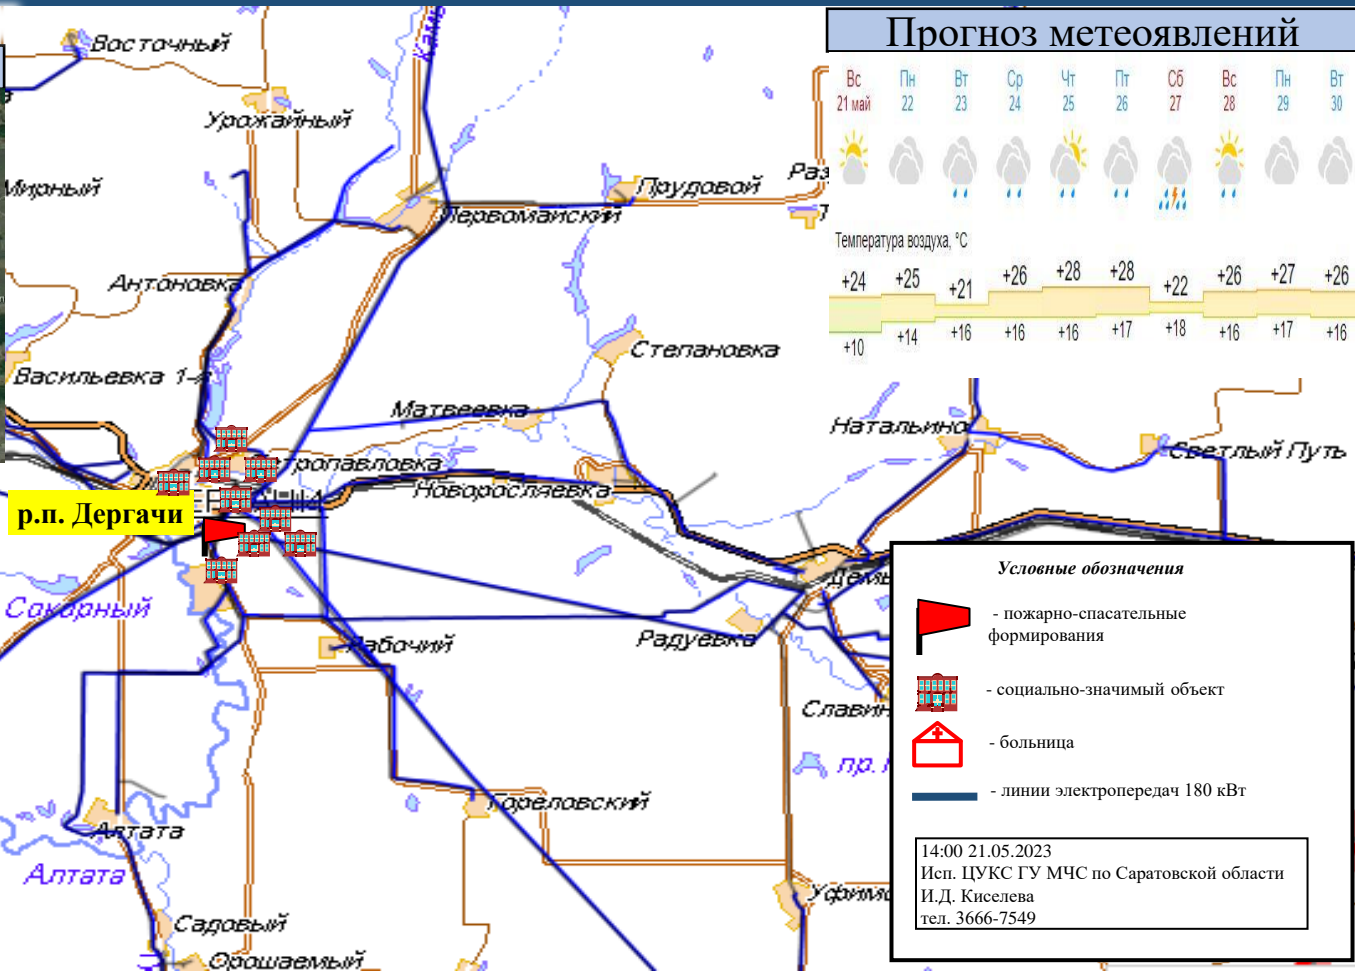 Прогноз метеоявлений
Вс Пн Вт Ср Чт Пт Сб Вс Пн Вт
21 май 22 23 24 25 26 27 28 29 30
Температура воздуха, °C
+24 +25 +21 +26 +28 +28 +22 +26 +27 +26
+10 +14 +16 +16 +16 +17 +18 +16 +17 +16
Восточный
Урожайный
Мирный
Прудовой
Раз
Первомайский
Антоновка
Степановка
Васильевка 1-я
Матвеевка
Натальино
Светлый Путь
тропавловка
Новоросляевка
р.п. Дергачи
Демь
Сакарный
Рабочий
Радуевка
Славин
пр.
Гореловский
Алтата
Алтата
Уфимо
Садовый
Орошаемый
Условные обозначения
- пожарно-спасательные
формирования
- социально-значимый объект
- больница
- линии электропередач 180 кВт
14:00 21.05.2023
Исп. ЦУКС ГУ МЧС по Саратовской области
И.Д. Киселева
тел. 3666-7549